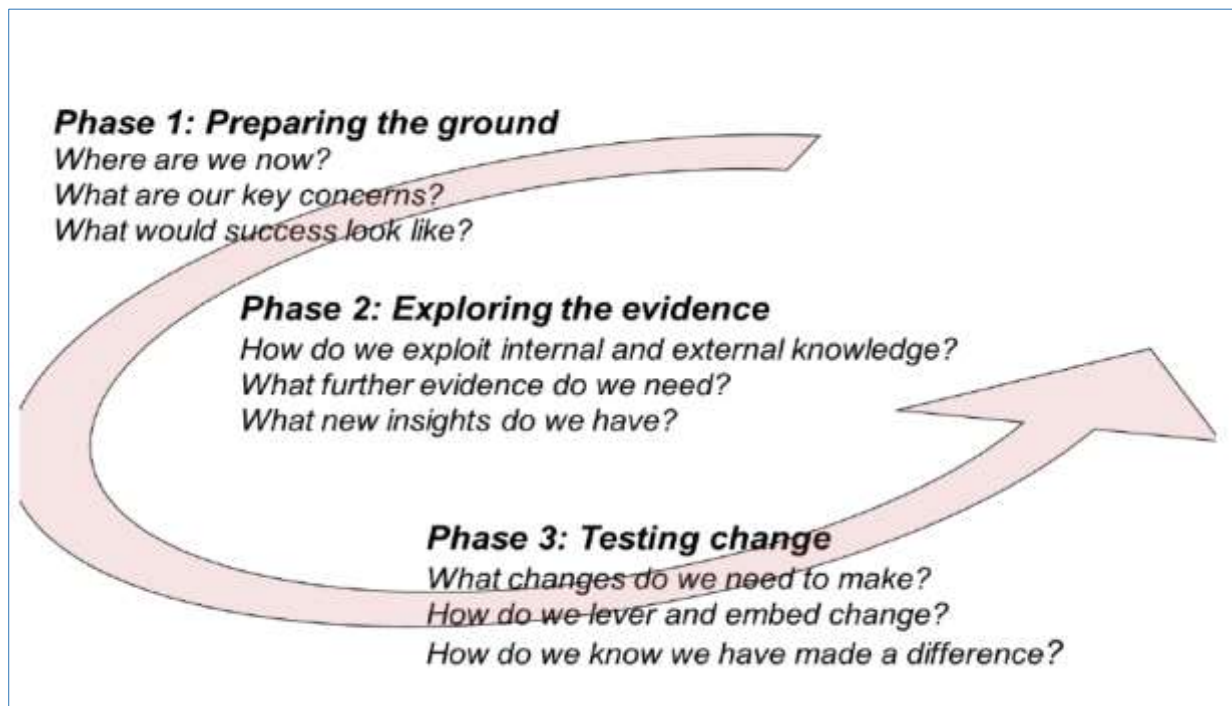 Phase 1: Preparing the ground
Where are we now?
What are our key concerns?
What would success look like?
Phase 2: Exploring the evidence
How do we exploit internal and external knowledge?
What further evidence do we need?
What new insights do we have?
Phase 3: Testing change
What changes do we need to make?
How do we lever and embed change?
How do we know we have made a difference?